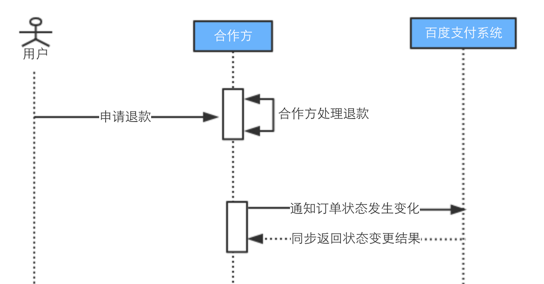 用户
合作方
百度支付系统
申请退款
合作方处理退款
通知订单状态发生变化
同步返回状态变更结果